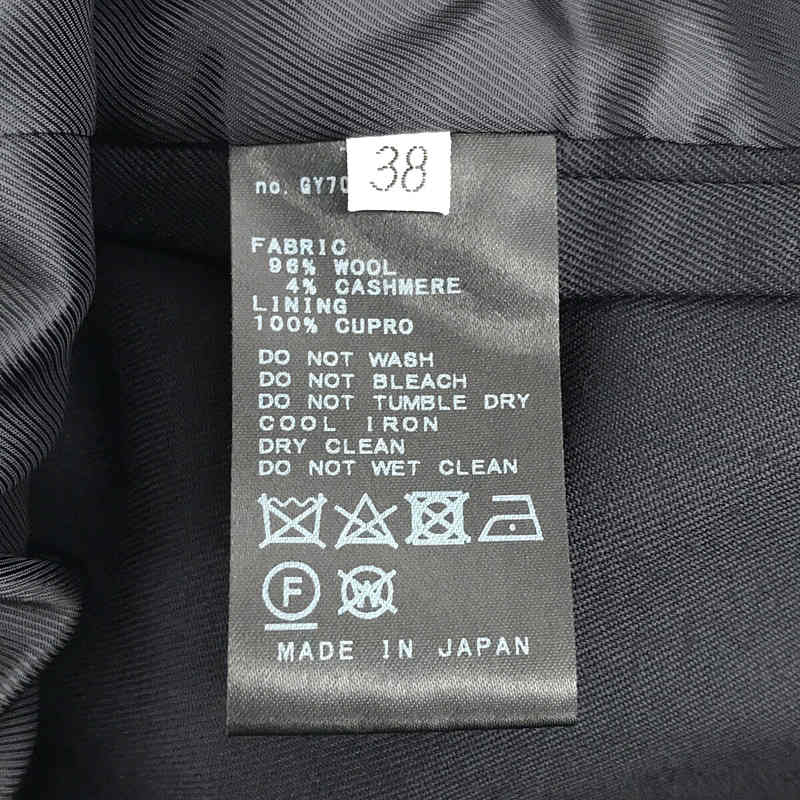 38
no. GY70
FABRIC
96% WOOL
4% CASHMERE
LINING
100% CUPRO
DO NOT WASH
DO NOT BLEACH
DO NOT TUMBLE DRY
COOL IRON
DRY CLEAN
DO NOT WET CLEAN
F W
MADE IN JAPAN